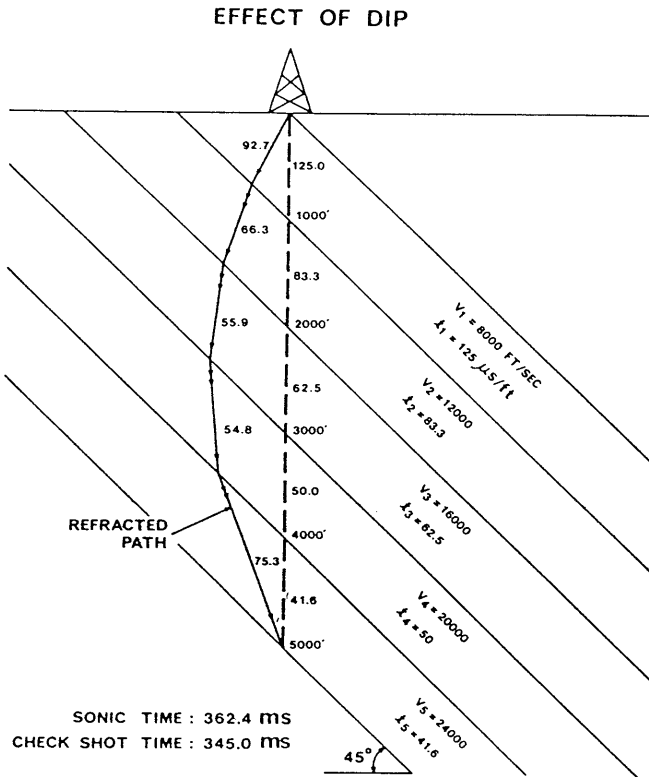 EFFECT OF DIP
92.7
125.0
1000'
66.3
83.3
2000'
55.9
62.5
3000'
54.8
50.0
4000'
75.3
41.6
5000'
V1 = 8000 FT/SEC
t1 = 125 μs/ft
V2 = 12000
t2 = 83.3
V3 = 16000
t3 = 62.5
V4 = 20000
t4 = 50
V5 = 24000
t5 = 41.6
REFRACTED
PATH
SONIC TIME : 362.4 ms
CHECK SHOT TIME : 345.0 ms
45°